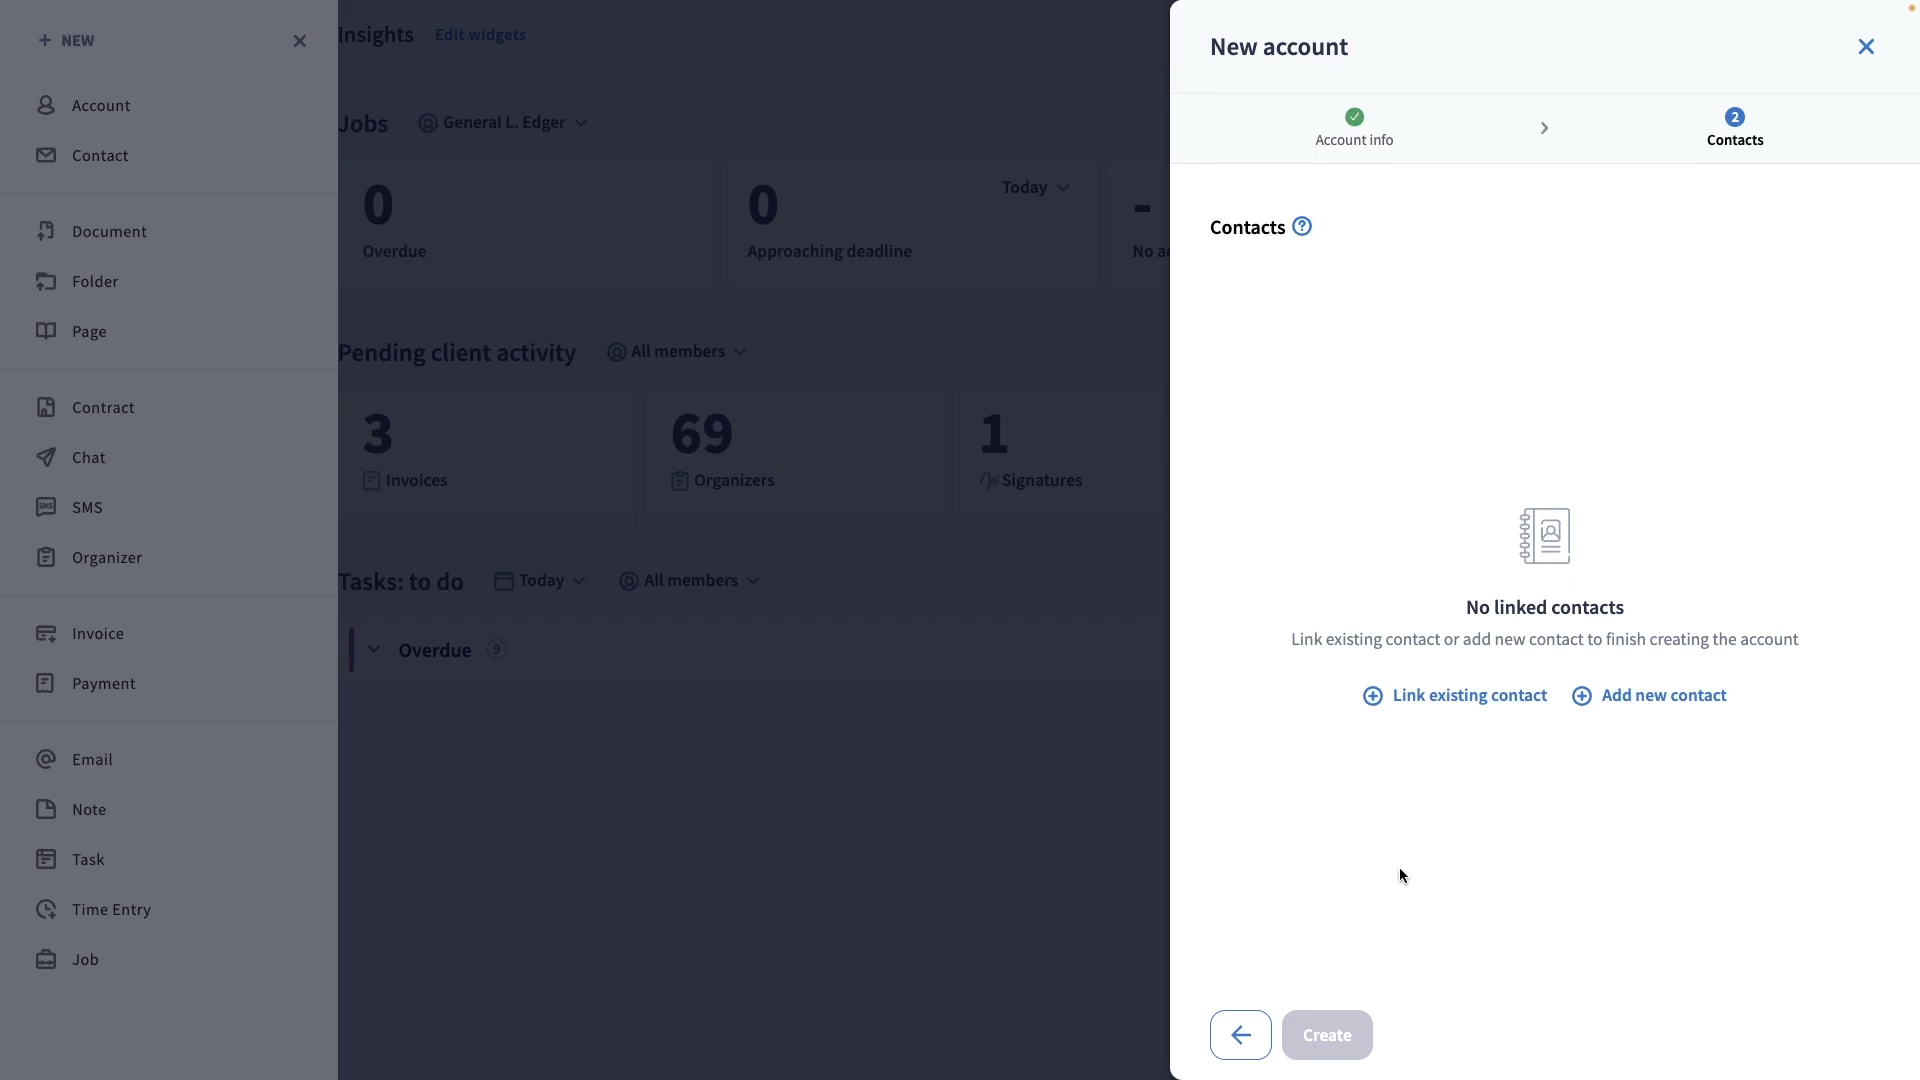 NEW
Account
Contact
Document
Folder
Page
Contract
Chat
SMS
SMS
Organizer
Invoice
Payment
Email
Note
Task
Time Entry
Job
Insights Edit widgets
Jobs General L. Edger
0
Overdue
0 Today
Approaching deadline
-
No
Pending client activity All members
3
Invoices
69
Organizers
1
Signatures
Tasks: to do Today All members
Overdue 9
New account
Account info
2
Contacts
Contacts ?
No linked contacts
Link existing contact or add new contact to finish creating the account
Link existing contact Add new contact
Create